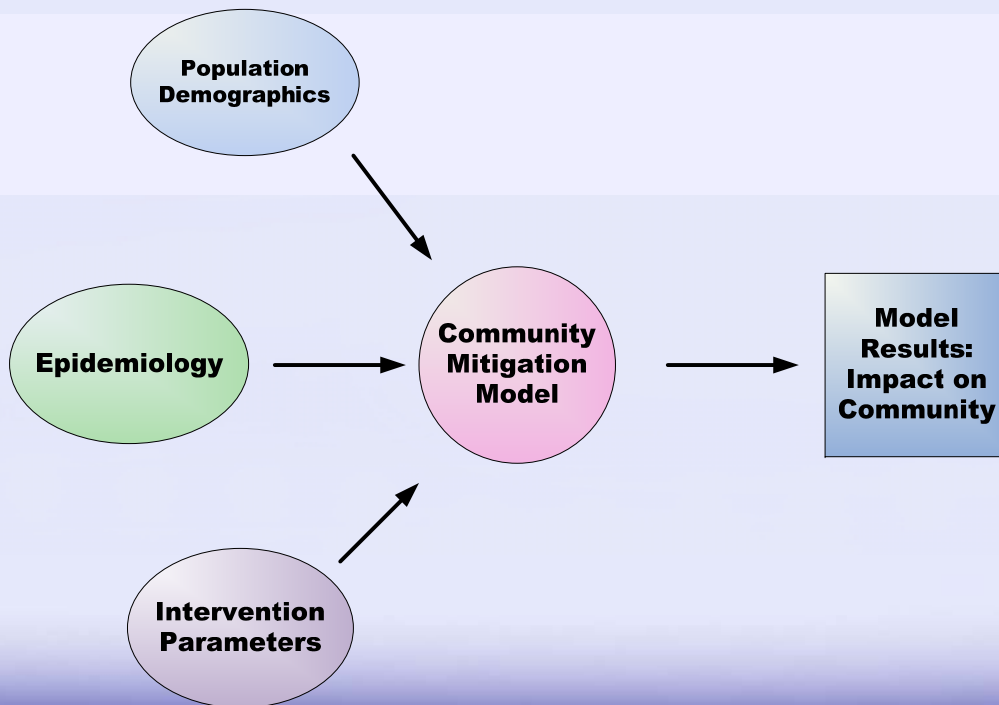 Population
Demographics
Epidemiology
Community
Mitigation
Model
Model
Results:
Impact on
Community
Intervention
Parameters